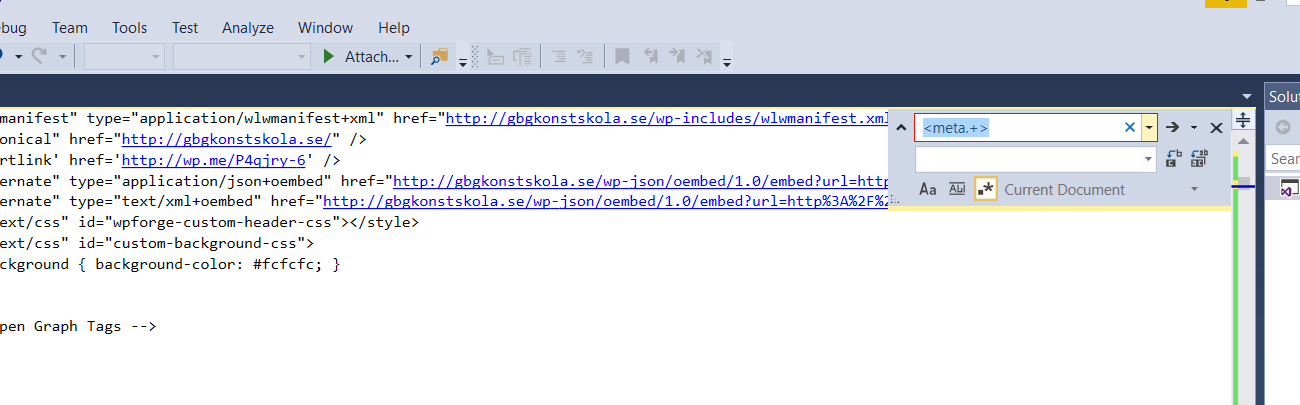 ebug Team Tools Test Analyze Window Help
Attach...
Solu
manifest" type="application/wlwmanifest+xml" href="http://gbgkonstskola.se/wp-includes/wlwmanifest.xml
<meta.+>
onical" href="http://gbgkonstskola.se/" />
rtlink' href='http://wp.me/P4qjry-6' />
Sear
ernate" type="application/json+oembed" href="http://gbgkonstskola.se/wp-json/oembed/1.0/embed?url=http
Aa Abl .* Current Document
ernate" type="text/xml+oembed" href="http://gbgkonstskola.se/wp-json/oembed/1.0/embed?url=http%3A%2F%2
ext/css" id="wpforge-custom-header-css"></style>
ext/css" id="custom-background-css">
ckground { background-color: #fcfcfc; }
pen Graph Tags -->